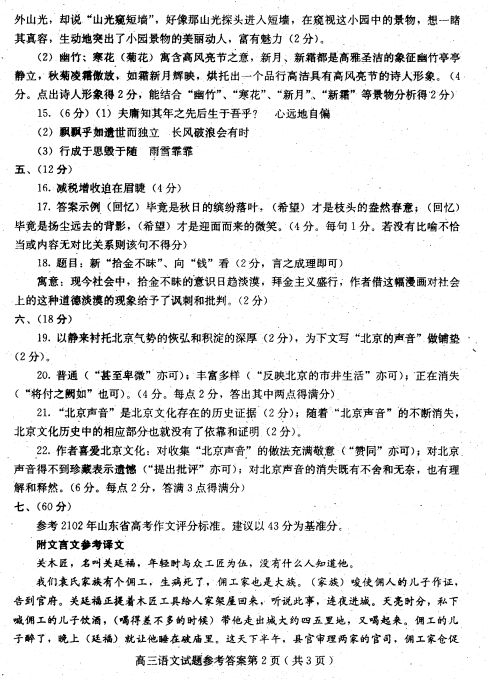 外山光，却说“山光窥短墙”，好像那山光探头进入短墙，在窥视这小园中的景物，想一睹
其真容，生动地突出了小园景物的美丽动人，富有魅力（2分）。
（2）幽竹；寒花（菊花）寓含高风亮节之意，新月、新霜都是高雅圣洁的象征幽竹亭亭
静立，秋菊凌霜傲放，如霜新月辉映，烘托出一个品行高洁具有高风亮节的诗人形象。（4
分。点出诗人形象得2分，能结合“幽竹”、“寒花”、“新月”、“新霜”等景物分析得2分）
15.（6分）（1）夫庸知其年之先后生于吾乎？ 心远地自偏
（2）飘飘乎如遗世而独立 长风破浪会有时
（3）行成于思毁于随 雨雪霏霏
五、（12分）
16. 减税增收迫在眉睫（4分）
17. 答案示例（回忆）毕竟是秋日的缤纷落叶，（希望）才是枝头的盎然春意；（回忆）
毕竟是扬尘远去的背影，（希望）才是迎面而来的微笑。（4分。每句1分。若没有比喻不恰
当或内容无对比关系则该句不得分）
18. 题目：新“拾金不昧”、向“钱”看（2分，言之成理即可）
寓意：现今社会中，拾金不昧的意识日趋淡漠，拜金主义盛行，作者借这幅漫画对社会
上的这种道德淡漠的现象给予了讽刺和批判。（2分）
六、（18分）
19. 以静来衬托北京气势的恢弘和积淀的深厚（2分），为下文写“北京的声音”做铺垫
（2分）。
20. 普通（“甚至卑微”亦可）；丰富多样（“反映北京的市井生活”亦可）；正在消失
（“将付之阙如”也可）。（4分。每点2分，答出其中两点得满分）
21. “北京声音”是北京文化存在的历史证据（2分）；随着“北京声音”的不断消失，
北京文化历史中的相应部分也就没有了依靠和证明（2分）。
22. 作者喜爱北京文化：对收集“北京声音”的做法充满敬意（“赞同”亦可）；对北京
声音得不到珍藏表示遗憾（“提出批评”亦可）；对北京声音的消失既有不舍和无奈，也有理
解和释然。（6分。每点2分，答满3点得满分）
七、（60分）
参考2102年山东省高考作文评分标准。建议以43分为基准分。
附文言文参考译文
关木匠，名叫关廷福，年轻时与众工匠为伍，没有什么人知道他。
我们袁氏家族有个佣工，生病死了，佣工家也是大族。（家族）唆使佣人的儿子作证，
告到官府。关廷福正提着木匠工具给人家架屋回来，听说此事，连夜进城。天亮时分，私下
喊佣工的儿子饮酒，（喝得差不多的时候）带他走出城大约四五里地，又喝起来。佣工的儿
子醉了，晚上（廷福）就让他睡在破庙里。这天下半午，县官审理两家的官司，佣工家仓促
高三语文试题参考答案第2页（共3页）